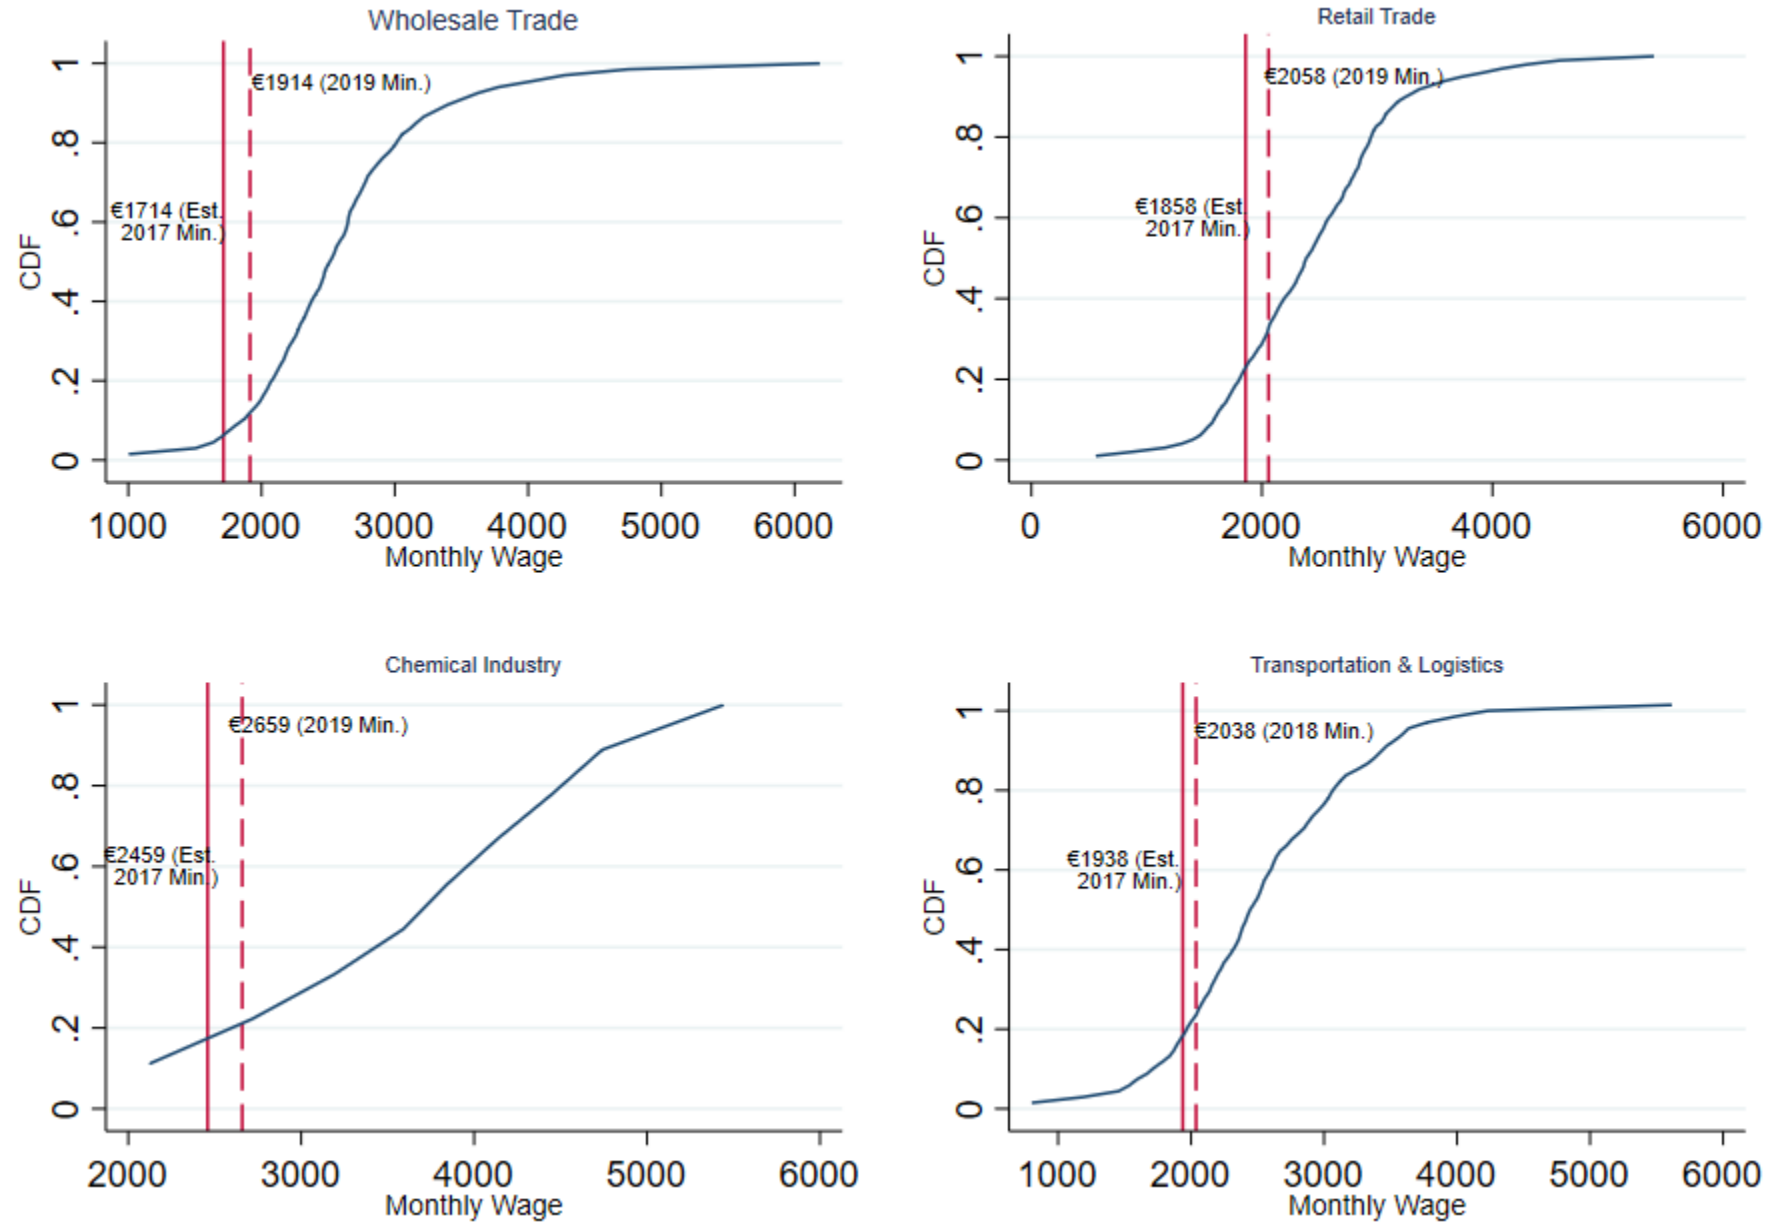 Wholesale Trade
CDF
1
.8
.6
.4
.2
0
€1914 (2019 Min.)
€1714 (Est.
2017 Min.)
1000 2000 3000 4000 5000 6000
Monthly Wage
Retail Trade
CDF
1
.8
.6
.4
.2
0
€2058 (2019 Min.)
€1858 (Est.
2017 Min.)
0 2000 4000 6000
Monthly Wage
Chemical Industry
CDF
1
.8
.6
.4
.2
0
€2659 (2019 Min.)
€2459 (Est.
2017 Min.)
2000 3000 4000 5000 6000
Monthly Wage
Transportation & Logistics
CDF
1
.8
.6
.4
.2
0
€2038 (2018 Min.)
€1938 (Est.
2017 Min.)
1000 2000 3000 4000 5000 6000
Monthly Wage